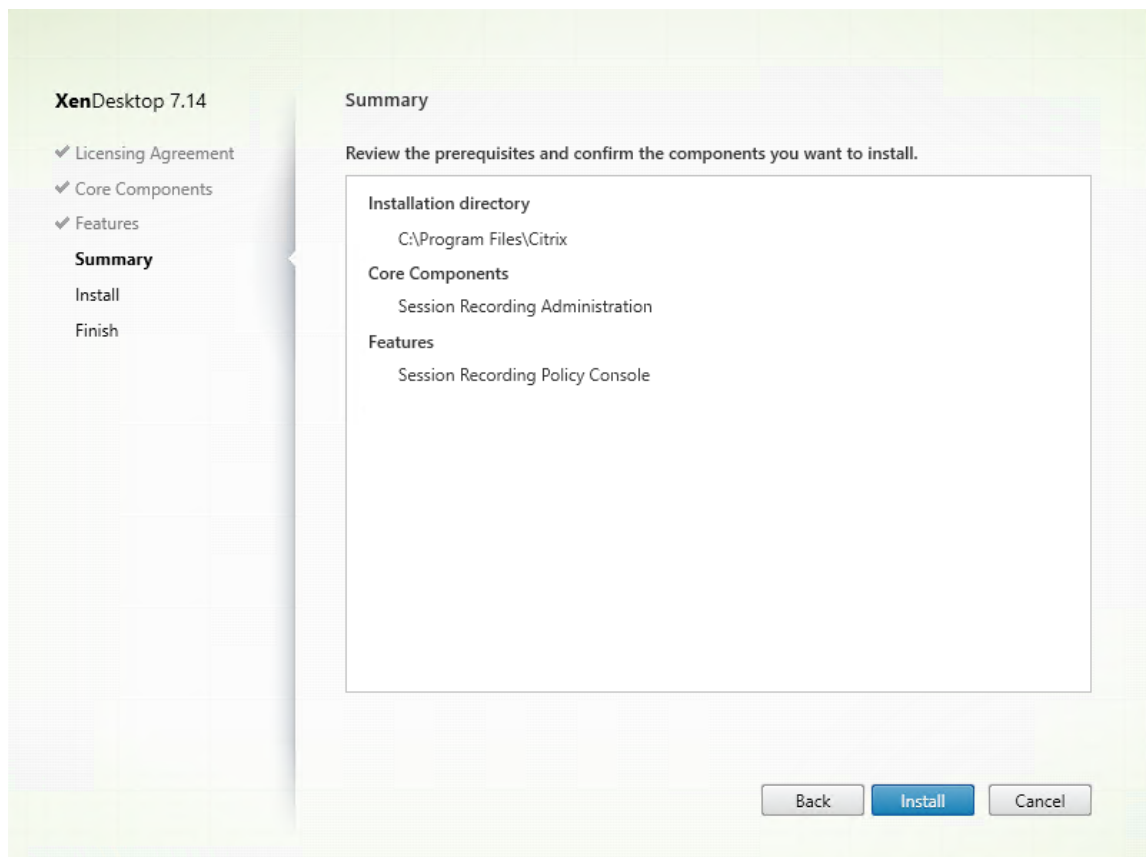 XenDesktop 7.14
Licensing Agreement
Core Components
Features
Summary
Install
Finish
Summary
Review the prerequisites and confirm the components you want to install.
Installation directory
C:\Program Files\Citrix
Core Components
Session Recording Administration
Features
Session Recording Policy Console
Back
Install
Cancel